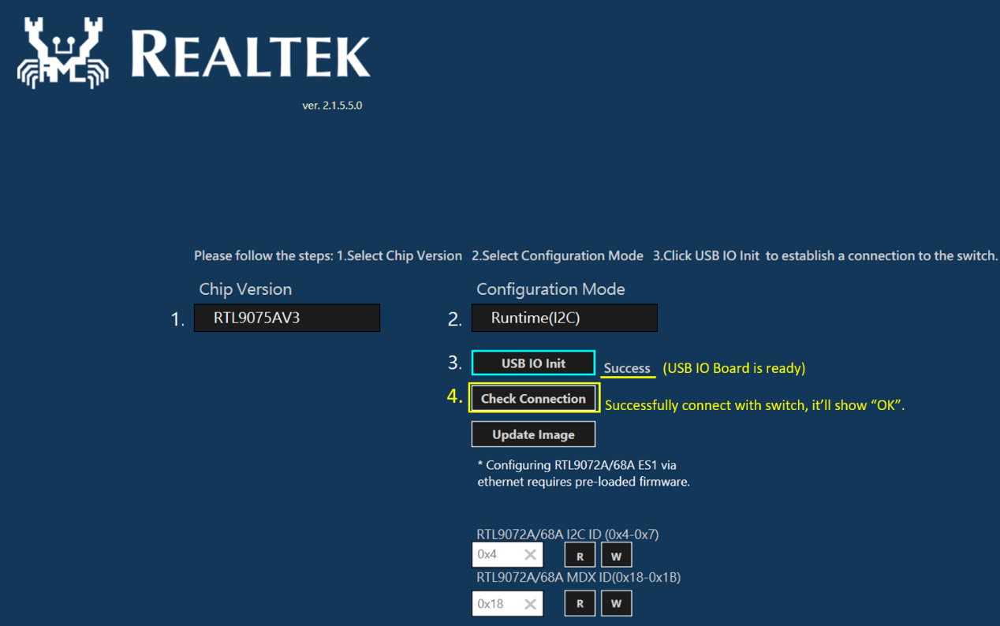 REALTEK
ver. 2.1.5.5.0
Please follow the steps: 1.Select Chip Version 2.Select Configuration Mode 3.Click USB IO Init to establish a connection to the switch.
Chip Version
Configuration Mode
1. RTL9075AV3
2. Runtime(I2C)
3. USB IO Init Success (USB IO Board is ready)
4. Check Connection Successfully connect with switch, it'll show “OK”.
Update Image
* Configuring RTL9072A/68A ES1 via
ethernet requires pre-loaded firmware.
RTL9072A/68A I2C ID (0x4-0x7)
0x4 R W
RTL9072A/68A MDX ID(0x18-0x1B)
0x18 R W